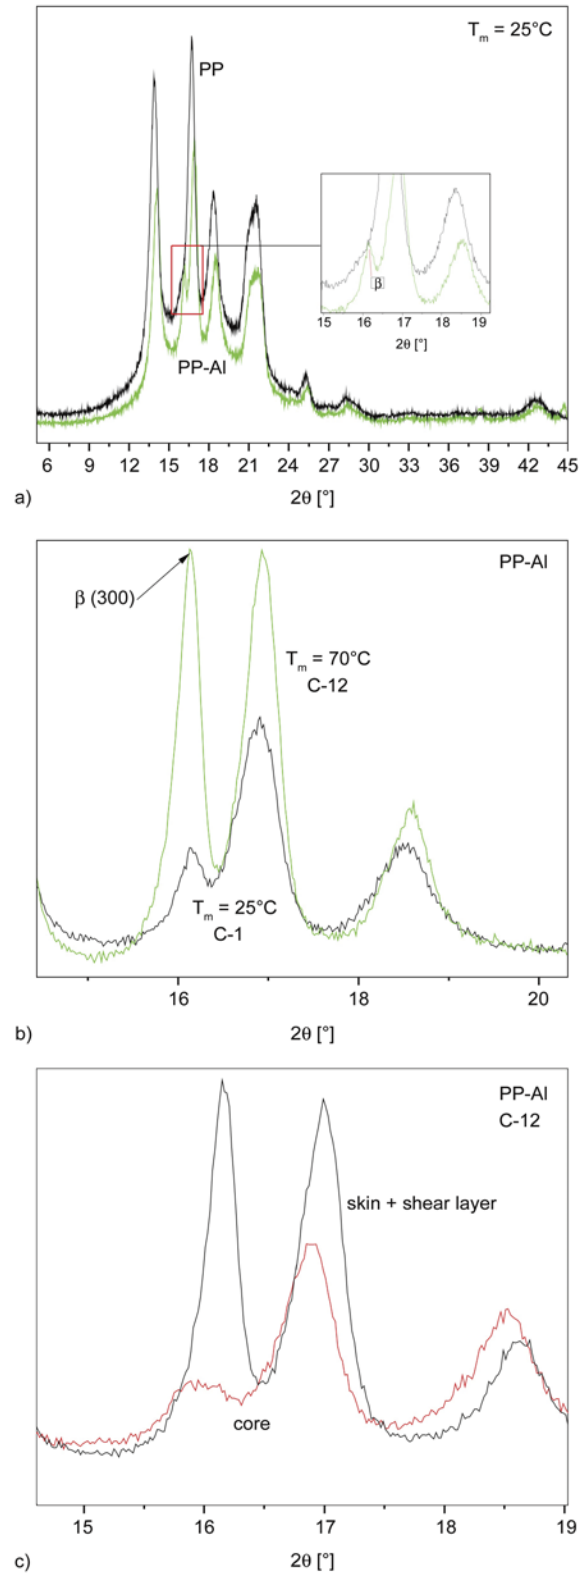 T_m = 25°C
PP
β
15 16 17 18 19
2θ [°]
PP-Al
6 9 12 15 18 21 24 27 30 33 36 39 42 45
a)
2θ [°]
PP-Al
β (300)
T_m = 70°C
C-12
T_m = 25°C
C-1
16 18 20
b)
2θ [°]
PP-Al
C-12
skin + shear layer
core
15 16 17 18 19
c)
2θ [°]